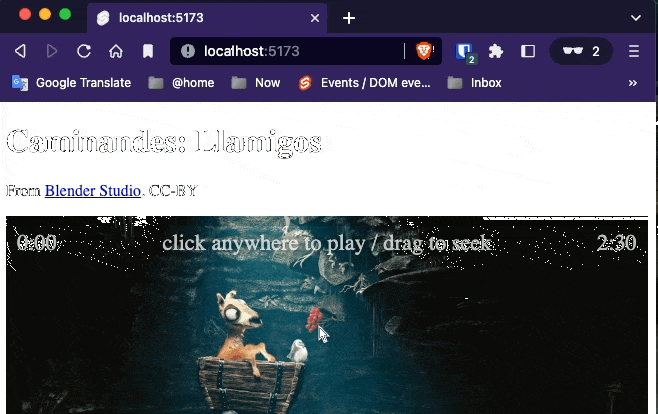 localhost:5173
localhost:5173
2
2
Google Translate
@home
Now
Events / DOM eve...
Inbox
Caminandes: Llamigos
From Blender Studio. CC-BY
0:00 click anywhere to play / drag to seek 2:30